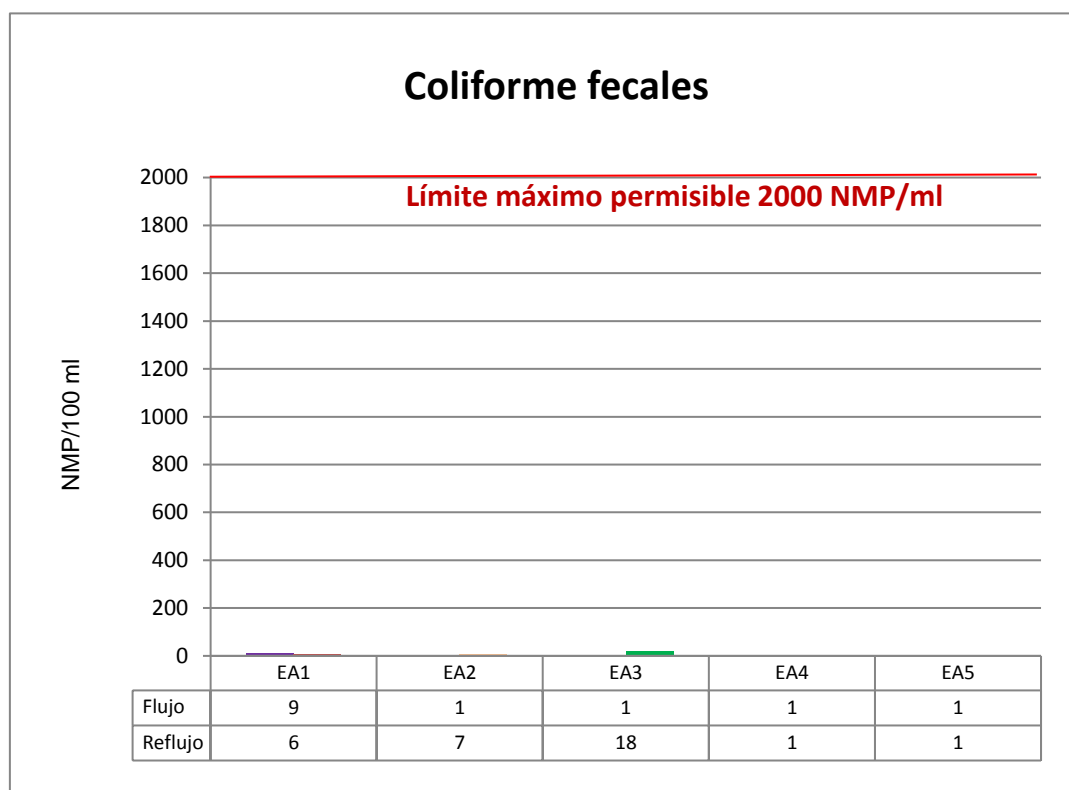 Coliforme fecales
2000
Límite máximo permisible 2000 NMP/ml
1800
1600
1400
1200
1000
800
600
400
200
0
NMP/100 ml
EA1 EA2 EA3 EA4 EA5
Flujo 9 1 1 1 1
Reflujo 6 7 18 1 1